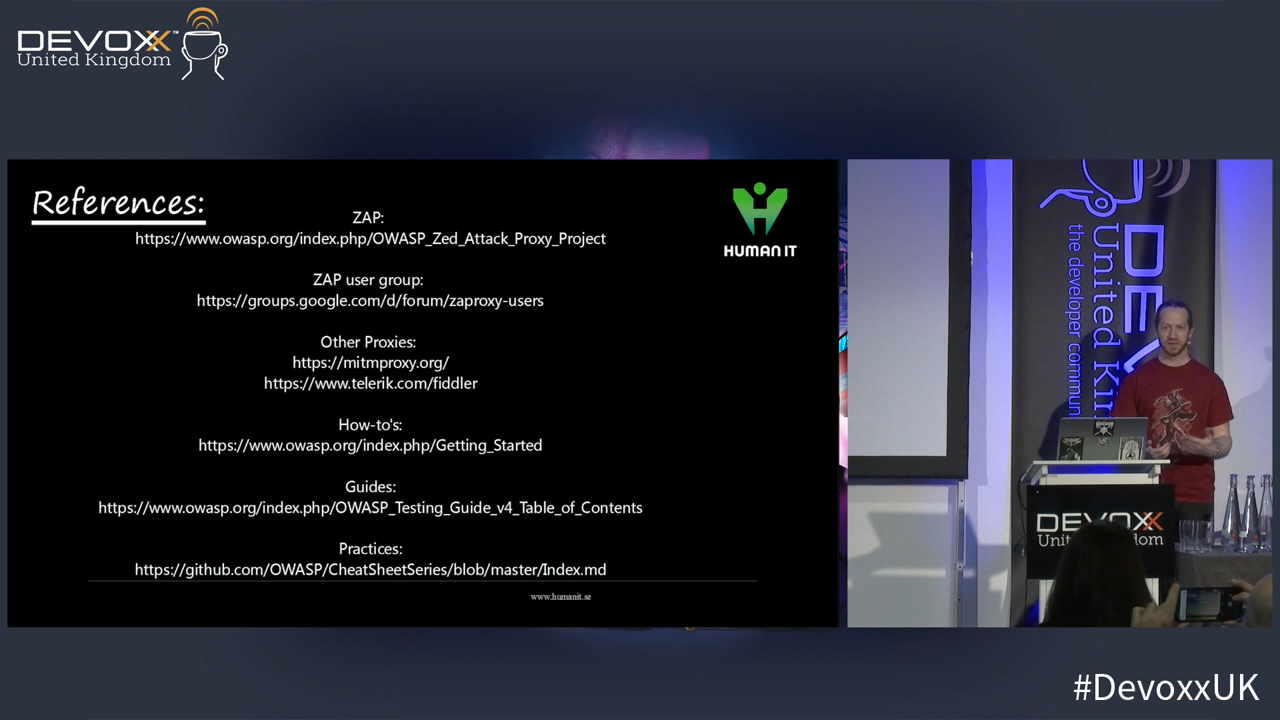 DEVOXX™
United Kingdom
References:
HUMAN IT
ZAP:
https://www.owasp.org/index.php/OWASP_Zed_Attack_Proxy_Project
ZAP user group:
https://groups.google.com/d/forum/zaproxy-users
Other Proxies:
https://mitmproxy.org/
https://www.telerik.com/fiddler
How-to's:
https://www.owasp.org/index.php/Getting_Started
Guides:
https://www.owasp.org/index.php/OWASP_Testing_Guide_v4_Table_of_Contents
Practices:
https://github.com/OWASP/CheatSheetSeries/blob/master/Index.md
www.humanit.se
DEV
United Kin
the developer commun
DEVOXX
United Kingdom
#DevoxxUK